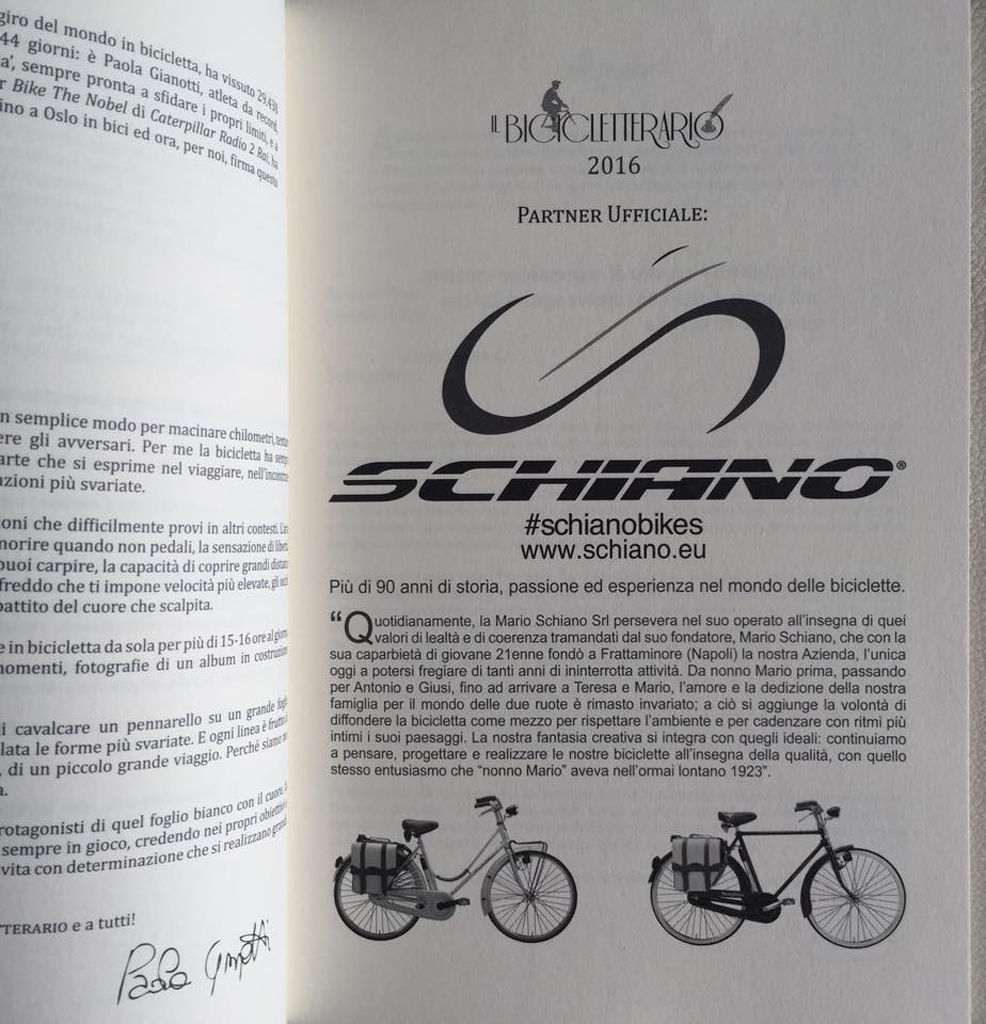 giro del mondo in bicicletta, ha vissuto 29.430
44 giorni: è Paola Gianotti, atleta da record,
a', sempre pronta a sfidare i propri limiti, e a
r Bike The Nobel di Caterpillar Radio 2 Rai, ha
ino a Oslo in bici ed ora, per noi, firma questo
n semplice modo per macinare chilometri,
ere gli avversari. Per me la bicicletta ha
arte che si esprime nel viaggiare,
azioni più svariate.
oni che difficilmente provi in altri contesti.
morire quando non pedali, la sensazione di
puoi carpire, la capacità di coprire grandi
freddo che ti impone velocità più elevate, gli
battito del cuore che scalpita.
e in bicicletta da sola per più di 15-16 ore al
momenti, fotografie di un album in costruzione
i cavalcare un pennarello su un grande
lata le forme più svariate. E ogni linea è frutto
, di un piccolo grande viaggio. Perché siamo
a.
rotagonisti di quel foglio bianco con il cuore.
sempre in gioco, credendo nei propri
vita con determinazione che si realizzano
TTERARIO e a tutti!
Paola Gianotti
IL BICICLETTERARIO
2016
PARTNER UFFICIALE:
SCHIANO®
#schianobikes
www.schiano.eu
Più di 90 anni di storia, passione ed esperienza nel mondo delle biciclette.
“Quotidianamente, la Mario Schiano Srl persevera nel suo operato all’insegna di quei
valori di lealtà e di coerenza tramandati dal suo fondatore, Mario Schiano, che con la
sua caparbietà di giovane 21enne fondò a Frattaminore (Napoli) la nostra Azienda, l’unica
oggi a potersi fregiare di tanti anni di ininterrotta attività. Da nonno Mario prima, passando
per Antonio e Giusi, fino ad arrivare a Teresa e Mario, l’amore e la dedizione della nostra
famiglia per il mondo delle due ruote è rimasto invariato; a ciò si aggiunge la volontà di
diffondere la bicicletta come mezzo per rispettare l’ambiente e per cadenzare con ritmi più
intimi i suoi paesaggi. La nostra fantasia creativa si integra con quegli ideali: continuiamo
a pensare, progettare e realizzare le nostre biciclette all’insegna della qualità, con quello
stesso entusiasmo che “nonno Mario” aveva nell’ormai lontano 1923”.